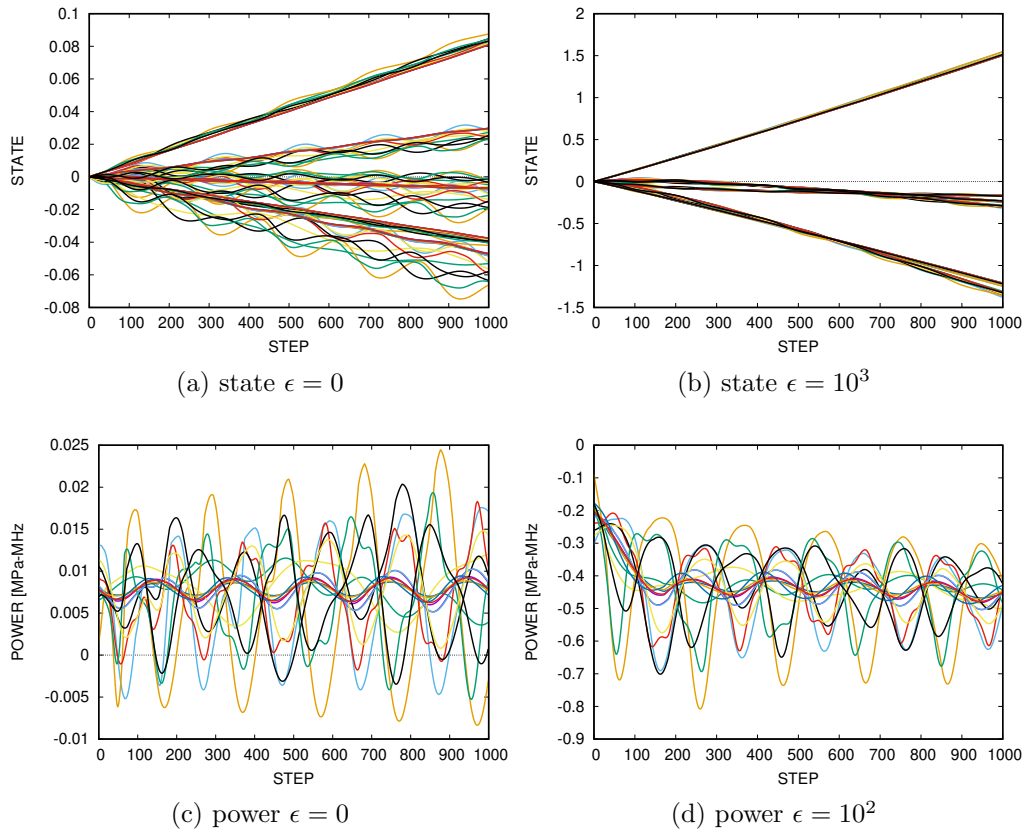 0.1
0.08
0.06
0.04
0.02
0
-0.02
-0.04
-0.06
-0.08
STATE
0 100 200 300 400 500 600 700 800 900 1000
STEP
(a) state ϵ = 0
2
1.5
1
0.5
0
-0.5
-1
-1.5
STATE
0 100 200 300 400 500 600 700 800 900 1000
STEP
(b) state ϵ = 10³
0.025
0.02
0.015
0.01
0.005
0
-0.005
-0.01
POWER [MPa-MHz
0 100 200 300 400 500 600 700 800 900 1000
STEP
(c) power ϵ = 0
0
-0.1
-0.2
-0.3
-0.4
-0.5
-0.6
-0.7
-0.8
-0.9
POWER [MPa-MHz
0 100 200 300 400 500 600 700 800 900 1000
STEP
(d) power ϵ = 10²